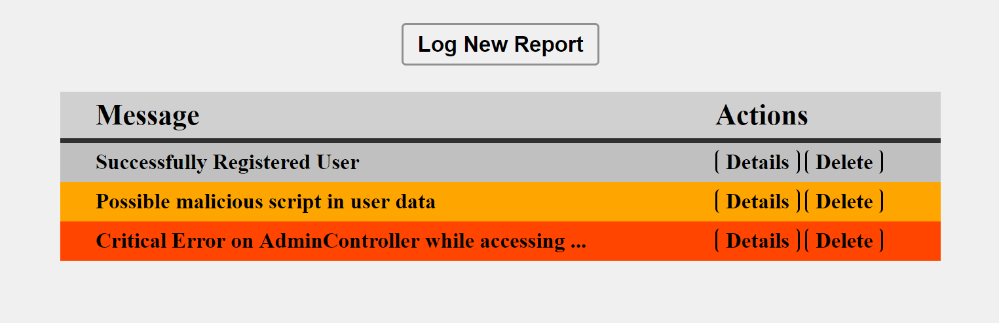 Log New Report
Message Actions
Successfully Registered User Details Delete
Possible malicious script in user data Details Delete
Critical Error on AdminController while accessing ... Details Delete